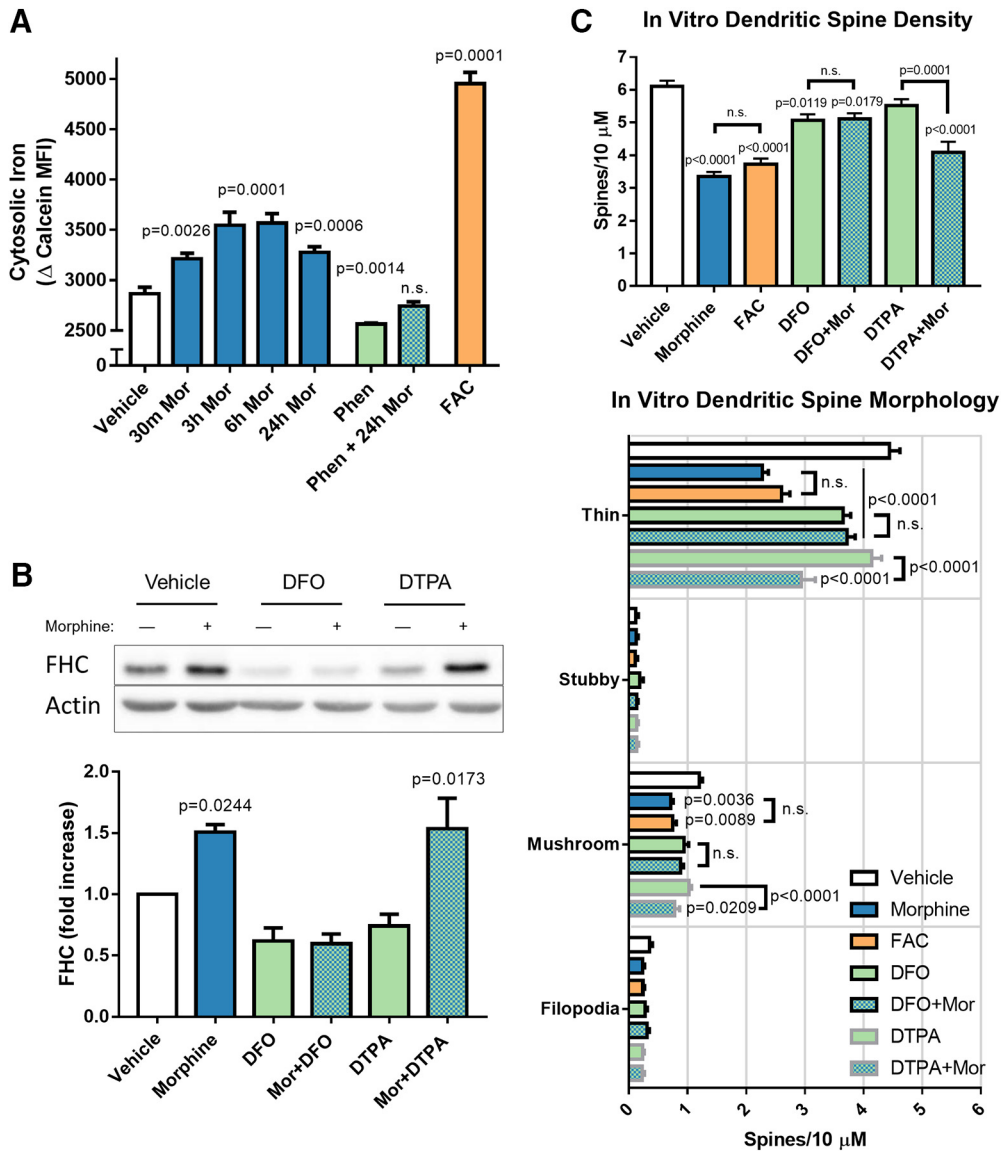 A
Cytosolic Iron
(Δ Calcein MFI)
5000
4500
4000
3500
3000
2500
0
p=0.0026
p=0.0001
p=0.0006
p=0.0014
n.s.
p=0.0001
Vehicle
30m Mor
3h Mor
6h Mor
24h Mor
Phen
Phen + 24h Mor
FAC
B
Vehicle
DFO
DTPA
Morphine:
—
+
—
+
—
+
FHC
Actin
FHC (fold increase)
2.0
1.5
1.0
0.5
0.0
p=0.0244
p=0.0173
Vehicle
Morphine
DFO
Mor+DFO
DTPA
Mor+DTPA
C
In Vitro Dendritic Spine Density
Spines/10 μM
7
6
5
4
3
2
1
0
n.s.
p<0.0001
p<0.0001
n.s.
p=0.0119
p=0.0179
p=0.0001
p<0.0001
Vehicle
Morphine
FAC
DFO
DFO+Mor
DTPA
DTPA+Mor
In Vitro Dendritic Spine Morphology
Thin
n.s.
p<0.0001
n.s.
p<0.0001
p<0.0001
Stubby
Mushroom
p=0.0036
p=0.0089
n.s.
n.s.
p<0.0001
p=0.0209
Filopodia
Vehicle
Morphine
FAC
DFO
DFO+Mor
DTPA
DTPA+Mor
0
1
2
3
4
5
6
Spines/10 μM